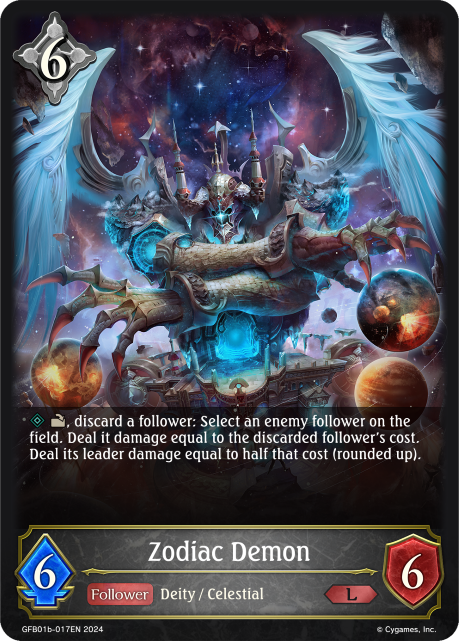 6
, discard a follower: Select an enemy follower on the
field. Deal it damage equal to the discarded follower's cost.
Deal its leader damage equal to half that cost (rounded up).
Zodiac Demon
6
Follower
Deity / Celestial
L
6
GFB01b-017EN 2024
© Cygames, Inc.